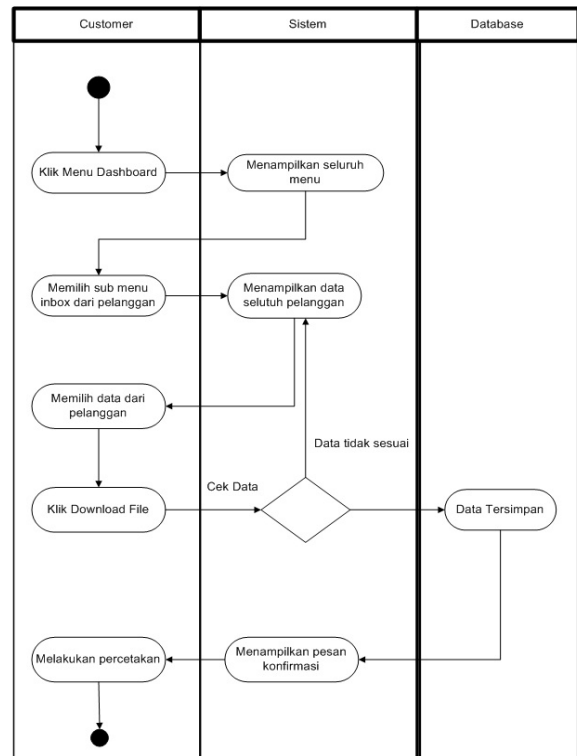 Customer
Sistem
Database
Klik Menu Dashboard
Menampilkan seluruh
menu
Memilih sub menu
inbox dari pelanggan
Menampilkan data
selutuh pelanggan
Memilih data dari
pelanggan
Data tidak sesuai
Cek Data
Klik Download File
Data Tersimpan
Melakukan percetakan
Menampilkan pesan
konfirmasi